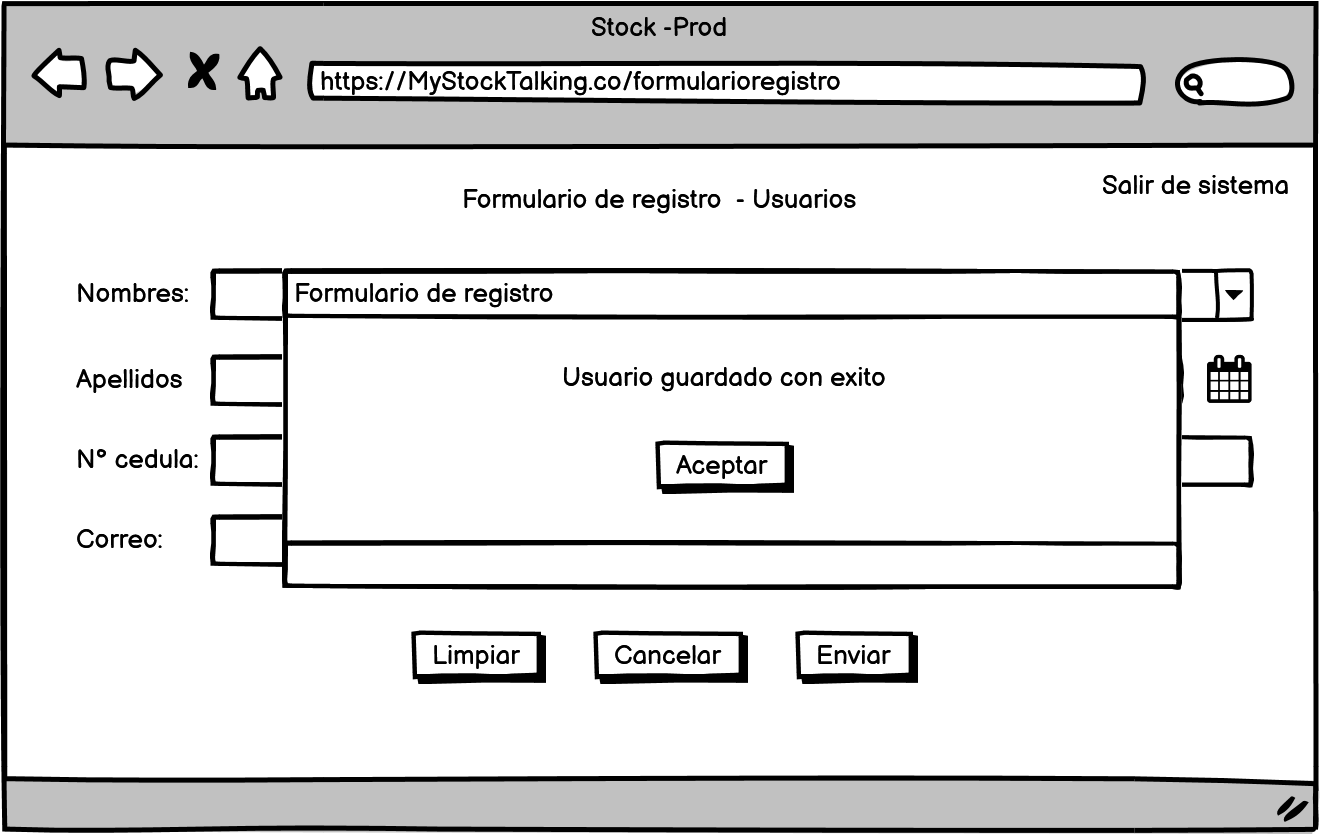 Stock -Prod
https://MyStockTalking.co/formularioregistro
Salir de sistema
Formulario de registro - Usuarios
Nombres:
Formulario de registro
Apellidos
Usuario guardado con exito
N° cedula:
Aceptar
Correo:
Limpiar Cancelar Enviar